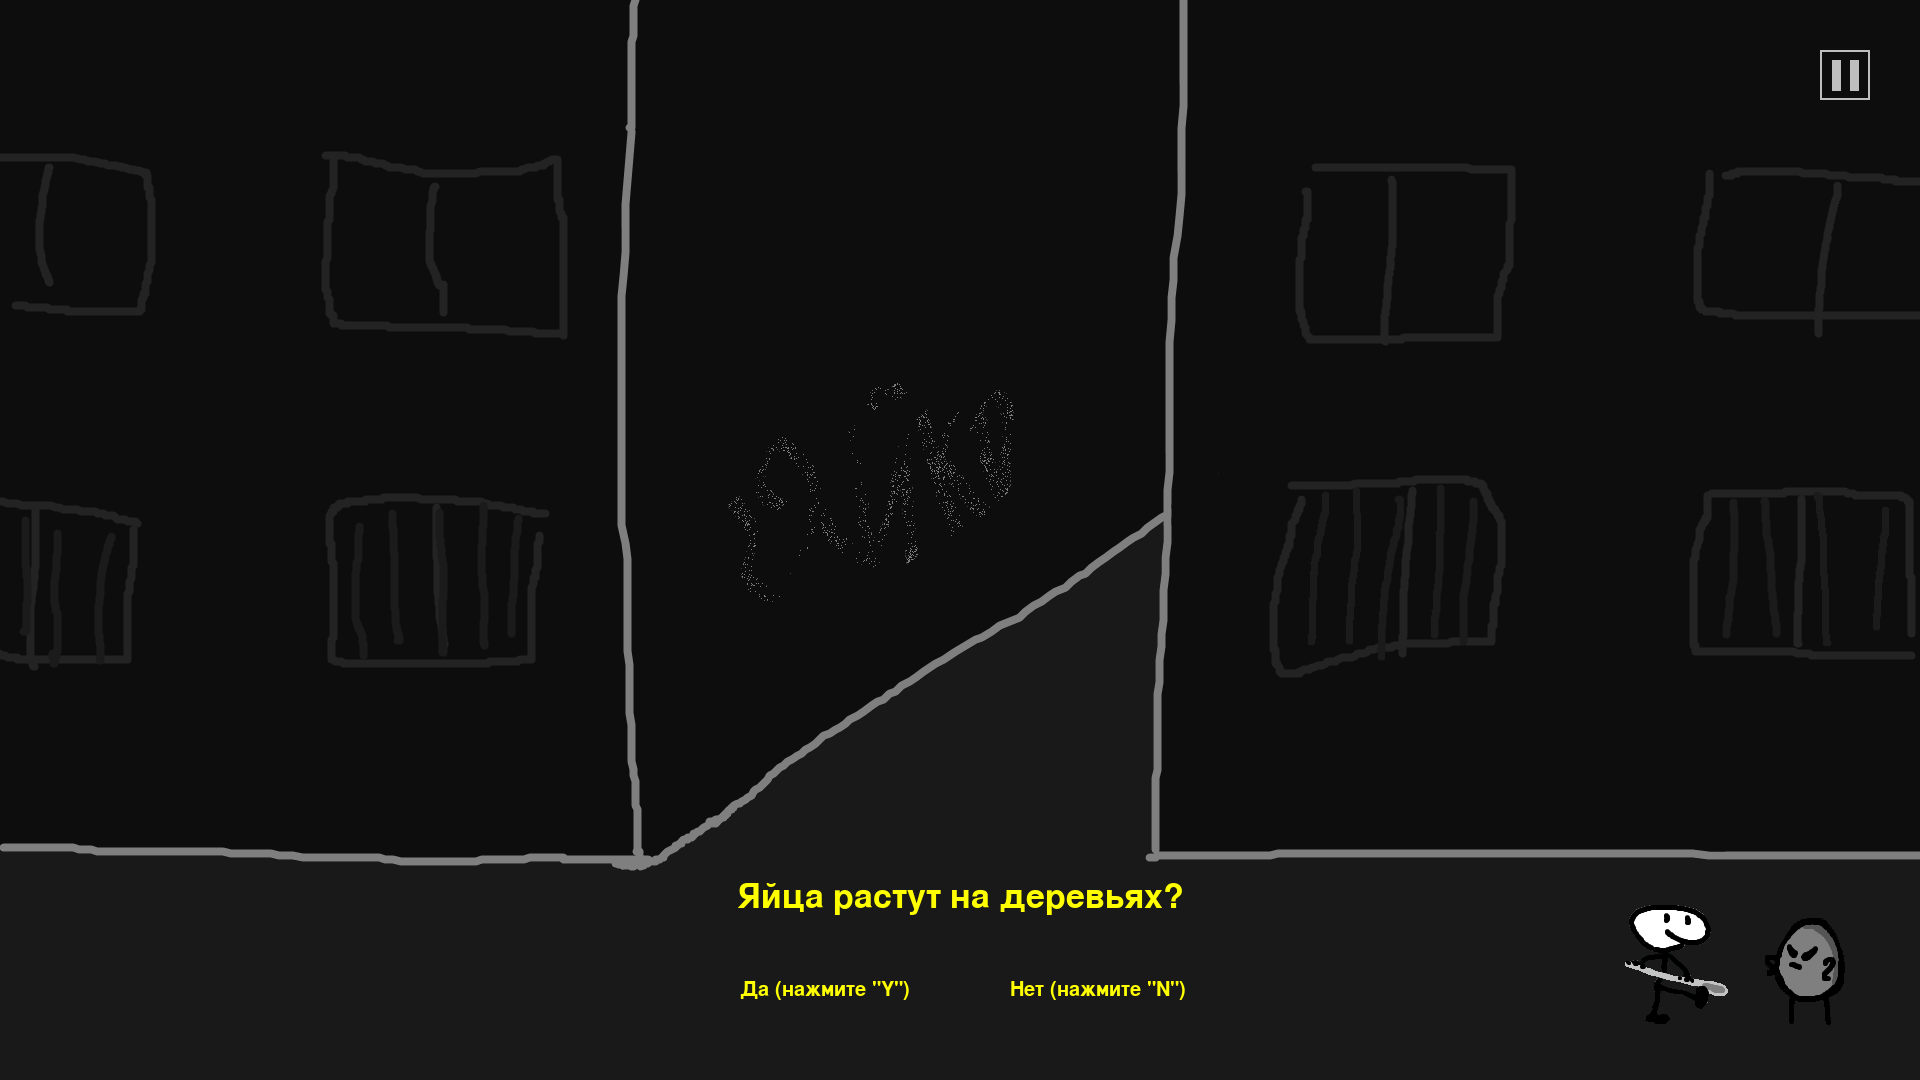 Яйца растут на деревьях?
Да (нажмите "Y") Нет (нажмите "N")